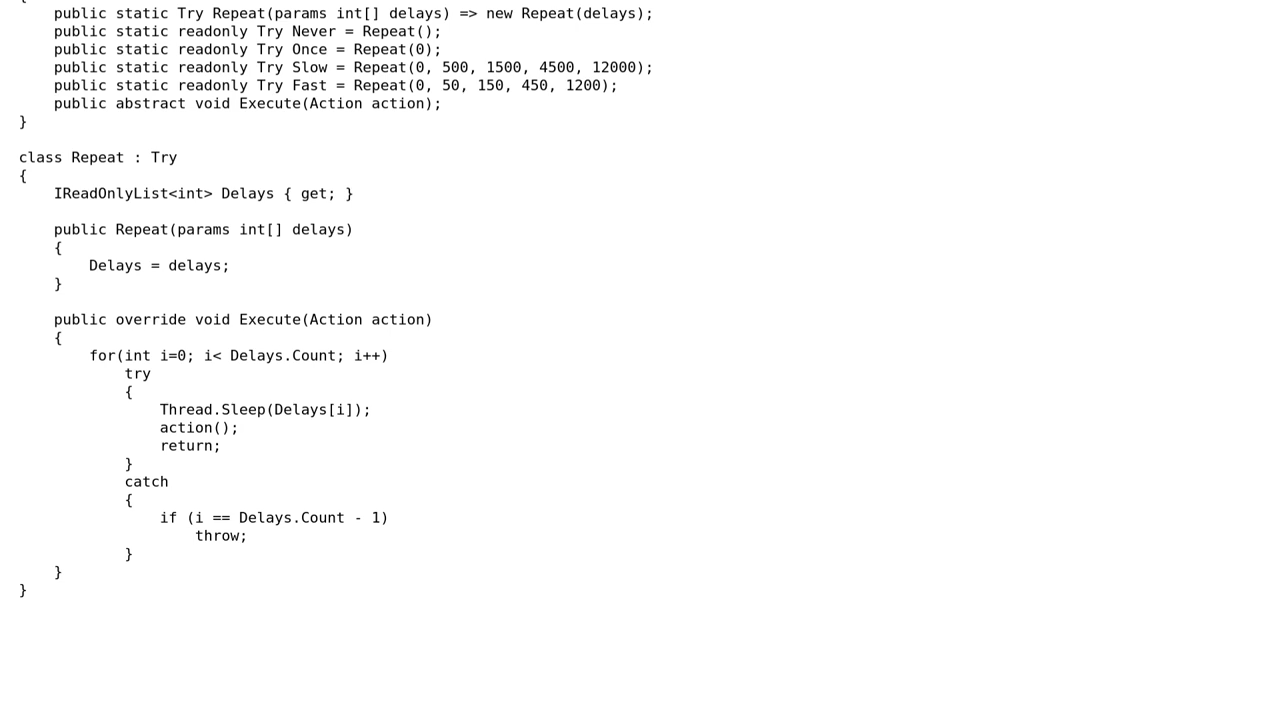 {
    public static Try Repeat(params int[] delays) => new Repeat(delays);
    public static readonly Try Never = Repeat();
    public static readonly Try Once = Repeat(0);
    public static readonly Try Slow = Repeat(0, 500, 1500, 4500, 12000);
    public static readonly Try Fast = Repeat(0, 50, 150, 450, 1200);
    public abstract void Execute(Action action);
}

class Repeat : Try
{
    IReadOnlyList<int> Delays { get; }

    public Repeat(params int[] delays)
    {
        Delays = delays;
    }

    public override void Execute(Action action)
    {
        for(int i=0; i< Delays.Count; i++)
            try
            {
                Thread.Sleep(Delays[i]);
                action();
                return;
            }
            catch
            {
                if (i == Delays.Count - 1)
                    throw;
            }
    }
}